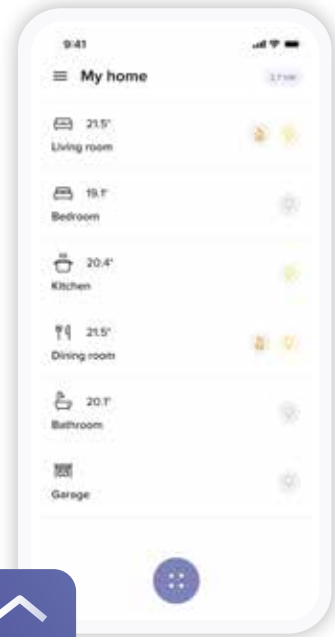 9:41
My home
21.5°
Living room
19.1°
Bedroom
20.4°
Kitchen
21.5°
Dining room
20.1°
Bathroom
Garage